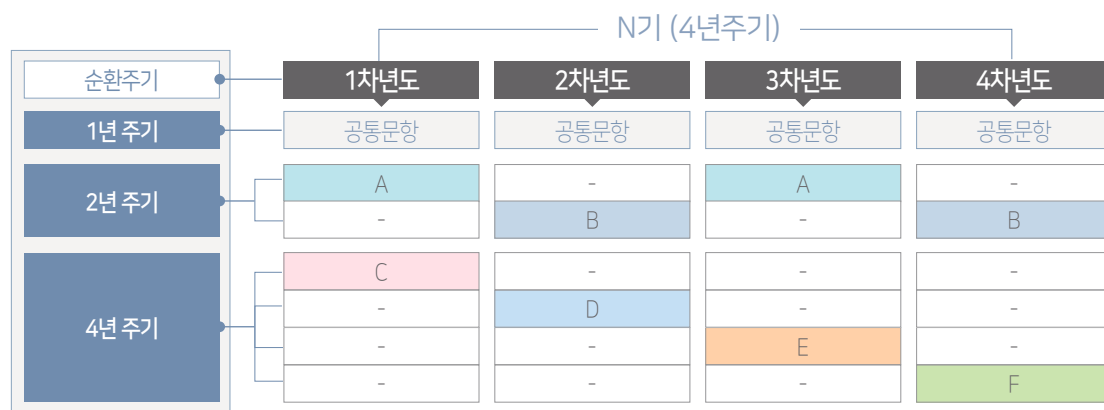 N기 (4년주기)
순환주기 1차년도 2차년도 3차년도 4차년도
1년 주기 공통문항 공통문항 공통문항 공통문항
2년 주기
A - A -
- B - B
4년 주기
C - - -
- D - -
- - E -
- - - F